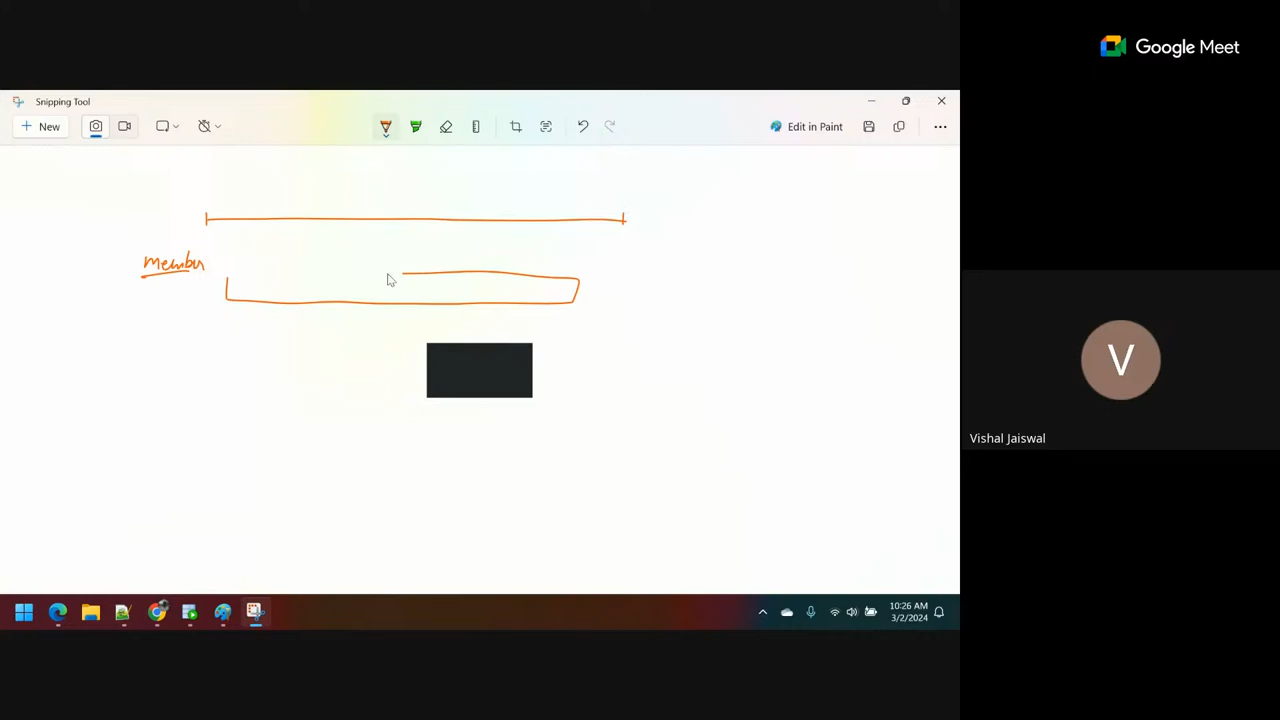 Google Meet
Snipping Tool
New
Edit in Paint
Member
V
Vishal Jaiswal
10:26 AM
3/2/2024